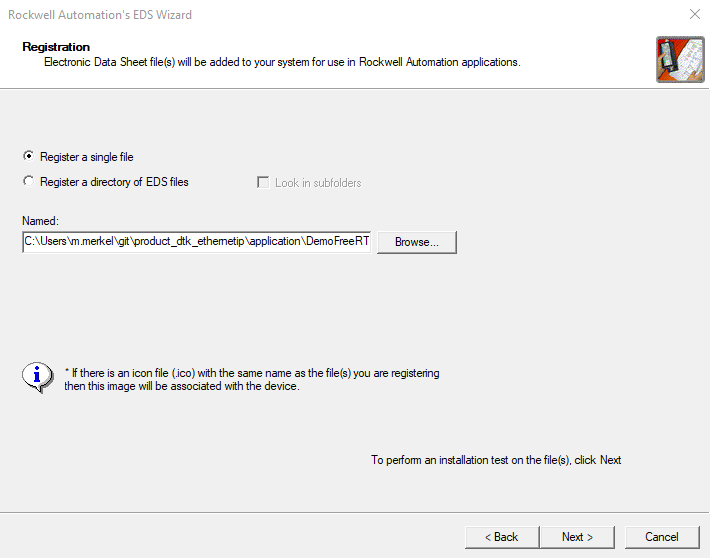 Rockwell Automation's EDS Wizard
Registration
Electronic Data Sheet file(s) will be added to your system for use in Rockwell Automation applications.
Register a single file
Register a directory of EDS files
Look in subfolders
Named:
C:\Users\m.merkel\git\product_dtk_ethernetip\application\DemoFreeRT
Browse...
* If there is an icon file (.ico) with the same name as the file(s) you are registering
then this image will be associated with the device.
To perform an installation test on the file(s), click Next
< Back
Next >
Cancel